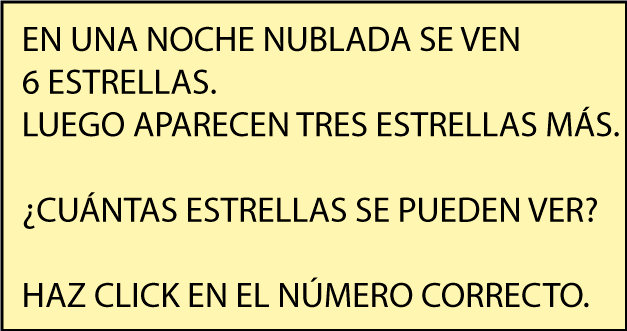 EN UNA NOCHE NUBLADA SE VEN
6 ESTRELLAS.
LUEGO APARECEN TRES ESTRELLAS MÁS.
¿CUÁNTAS ESTRELLAS SE PUEDEN VER?
HAZ CLICK EN EL NÚMERO CORRECTO.